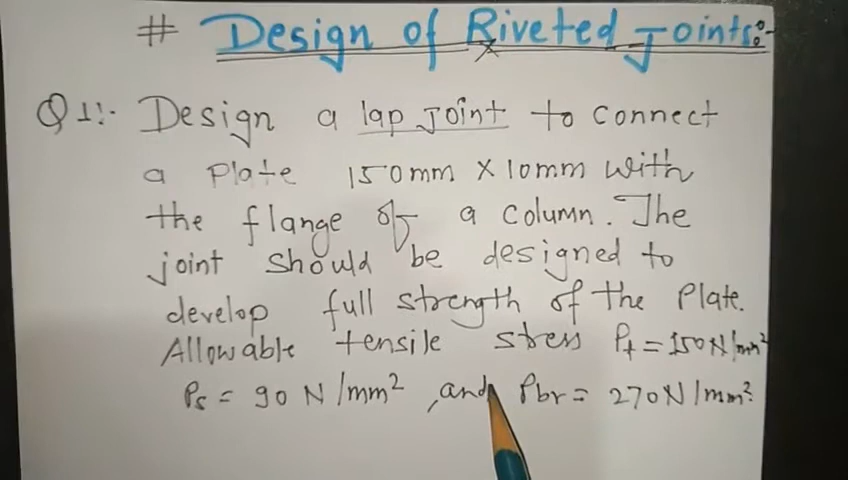 # Design of Riveted Joints:-
Q1:- Design a lap Joint to connect
a Plate 150mm X 10mm with
the flange of a column. The
joint should be designed to
develop full strength of the Plate.
Allowable tensile stress Pt = 150N/mm²
Ps = 90 N/mm², and Pbr = 270N/mm².